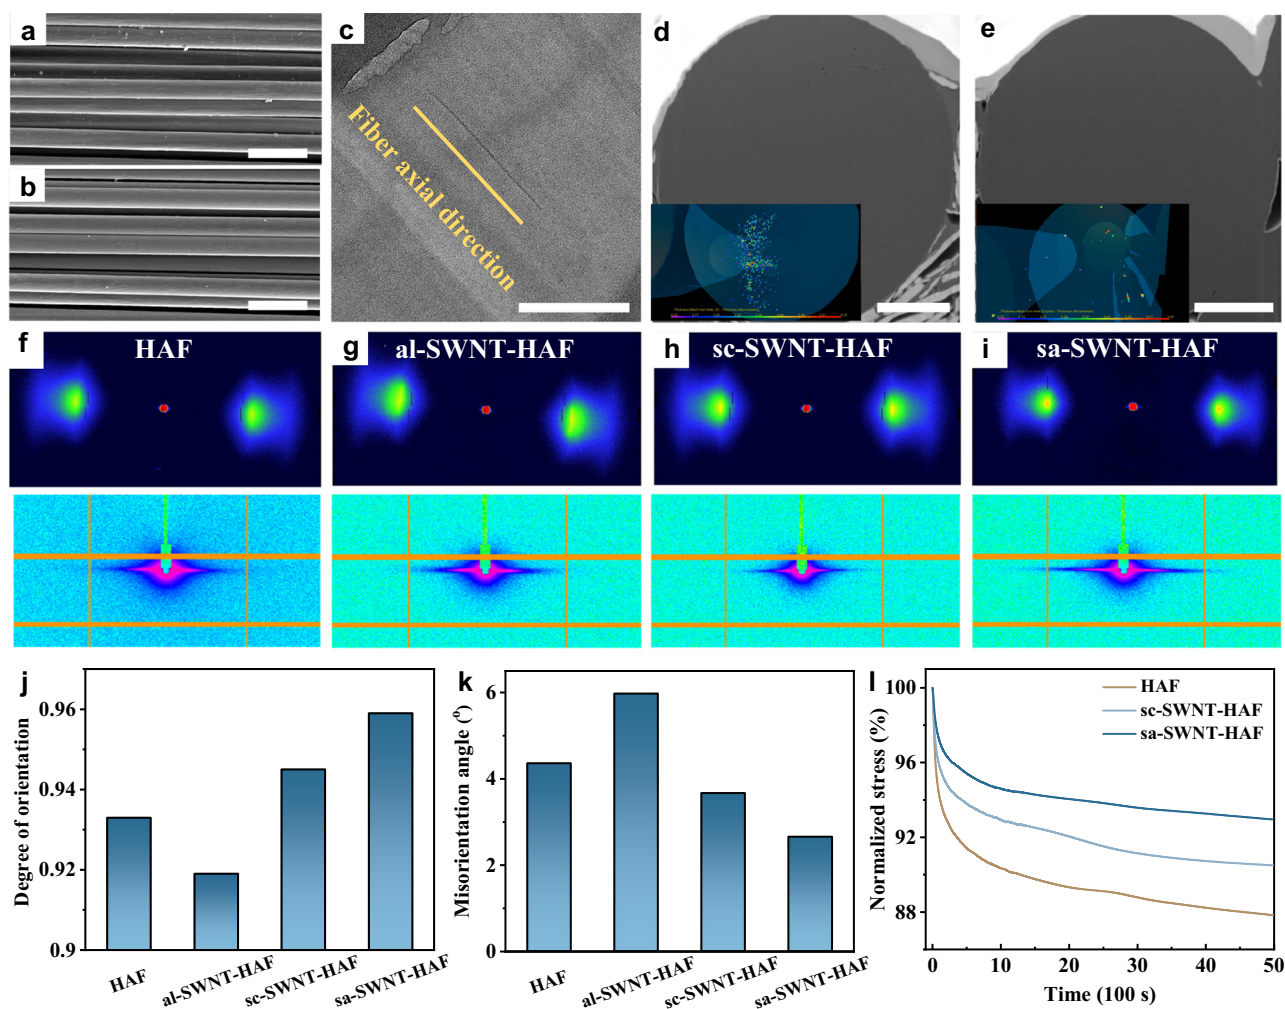 a
b
c
Fiber axial direction
d
e
f
HAF
g
al-SWNT-HAF
h
sc-SWNT-HAF
i
sa-SWNT-HAF
j
Degree of orientation
0.96
0.94
0.92
0.9
HAF
al-SWNT-HAF
sc-SWNT-HAF
sa-SWNT-HAF
k
Misorientation angle (°)
6
4
2
0
HAF
al-SWNT-HAF
sc-SWNT-HAF
sa-SWNT-HAF
l
Normalized stress (%)
100
96
92
88
HAF
sc-SWNT-HAF
sa-SWNT-HAF
0
10
20
30
40
50
Time (100 s)